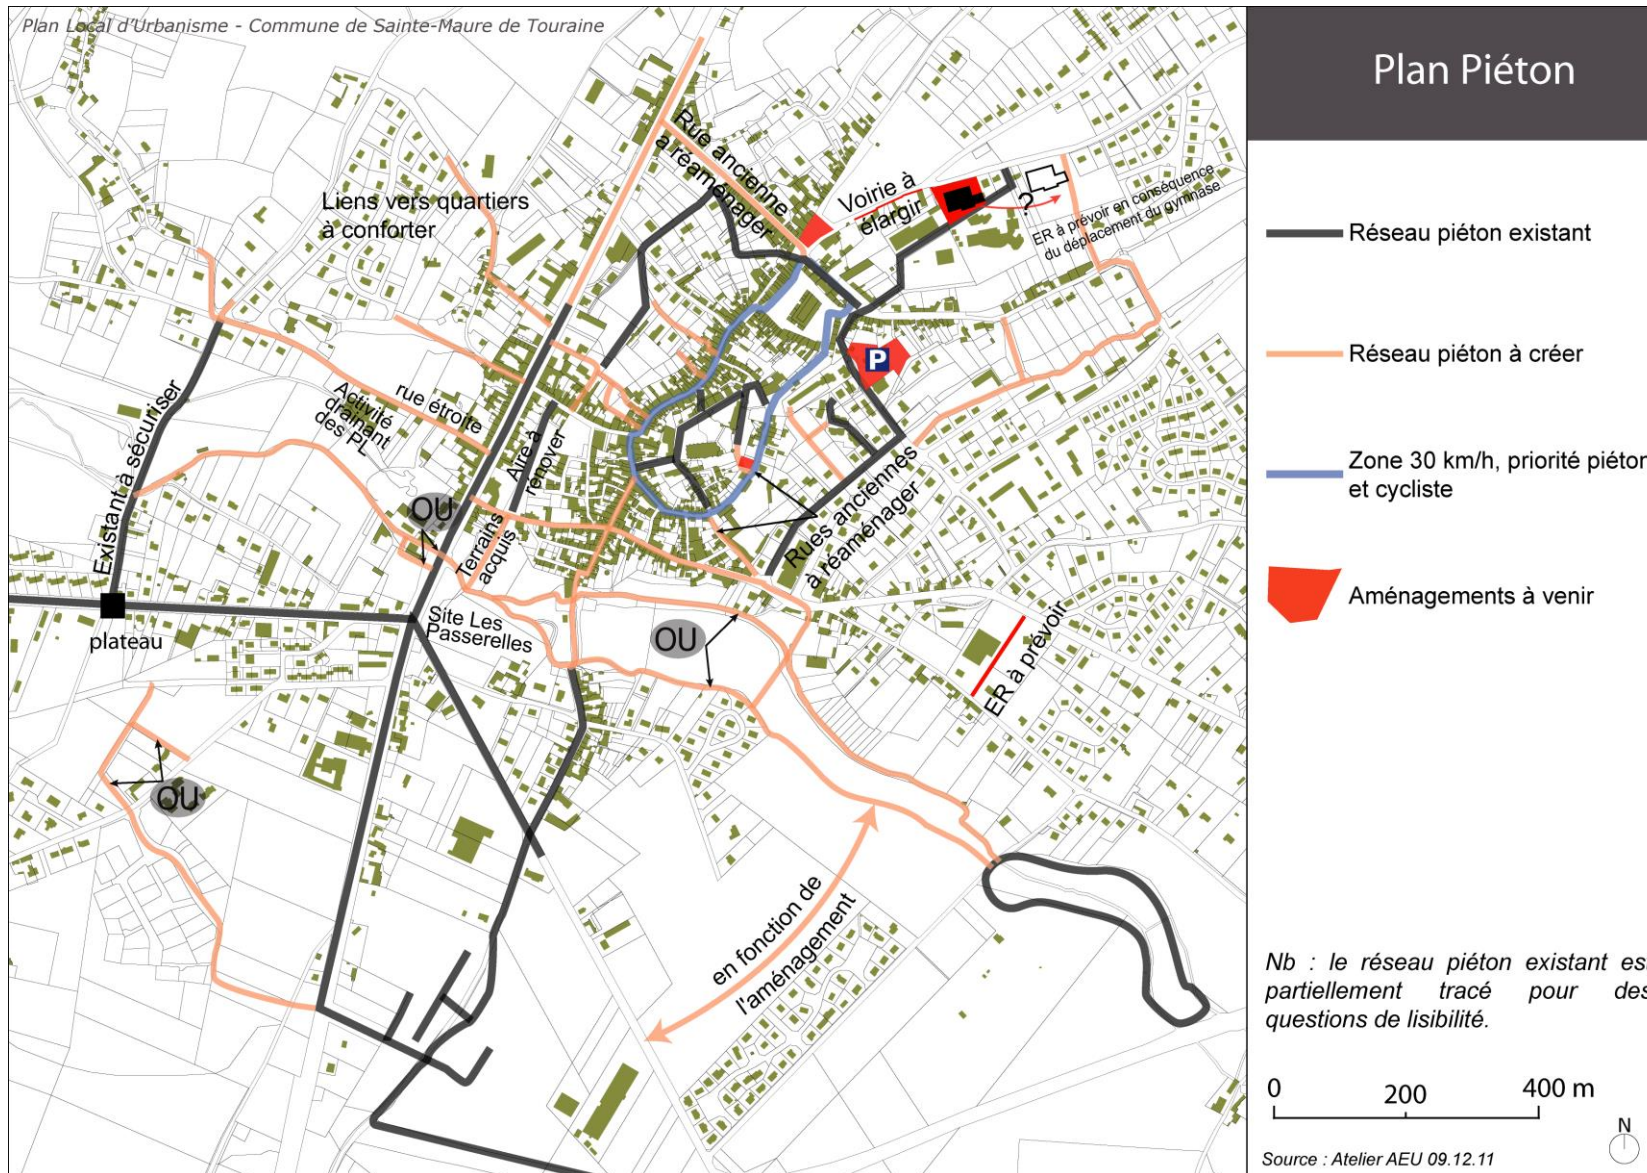 Plan Local d'Urbanisme - Commune de Sainte-Maure de Touraine
Plan Piéton
Rue ancienne
à réaménager
Voirie à
élargir
?
ER à prévoir en conséquence
du déplacement du gymnase
Liens vers quartiers
à conforter
P
Existant à sécuriser
Activité
drainant
des PL
rue étroite
Aire à
rénover
OU
Terrains
acquis
Rues anciennes
à réaménager
plateau
Site Les
Passerelles
OU
ER à prévoir
OU
en fonction de
l'aménagement
Réseau piéton existant
Réseau piéton à créer
Zone 30 km/h, priorité piéton
et cycliste
Aménagements à venir
Nb : le réseau piéton existant es
partiellement tracé pour des
questions de lisibilité.
0 200 400 m
N
Source : Atelier AEU 09.12.11